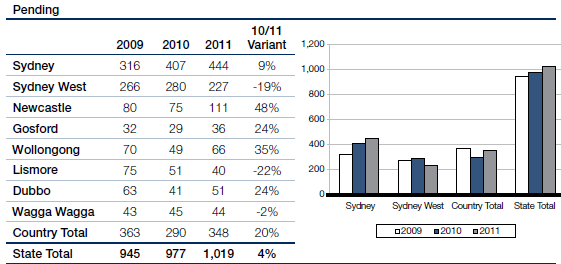 Pending
10/11
2009 2010 2011 Variant
Sydney 316 407 444 9%
Sydney West 266 280 227 -19%
Newcastle 80 75 111 48%
Gosford 32 29 36 24%
Wollongong 70 49 66 35%
Lismore 75 51 40 -22%
Dubbo 63 41 51 24%
Wagga Wagga 43 45 44 -2%
Country Total 363 290 348 20%
State Total 945 977 1,019 4%
1,200
1,000
800
600
400
200
0
Sydney Sydney West Country Total State Total
2009 2010 2011